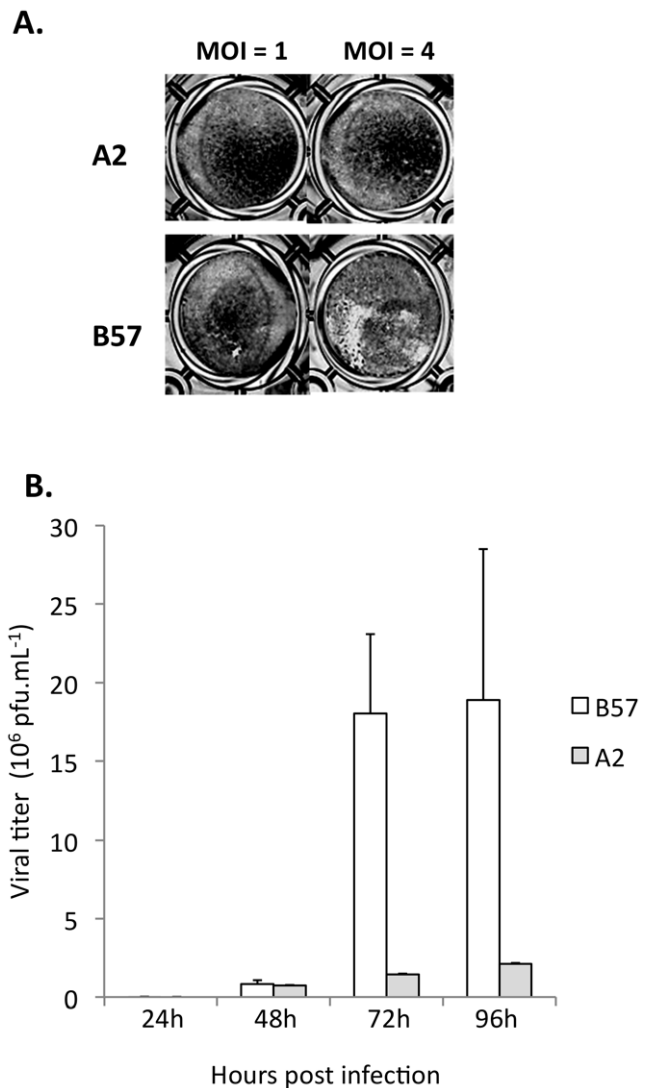 A.
MOI = 1 MOI = 4
A2
B57
B.
30
25
20
15
10
5
0
Viral titer (10⁶ pfu.mL⁻¹)
24h 48h 72h 96h
Hours post infection
B57
A2